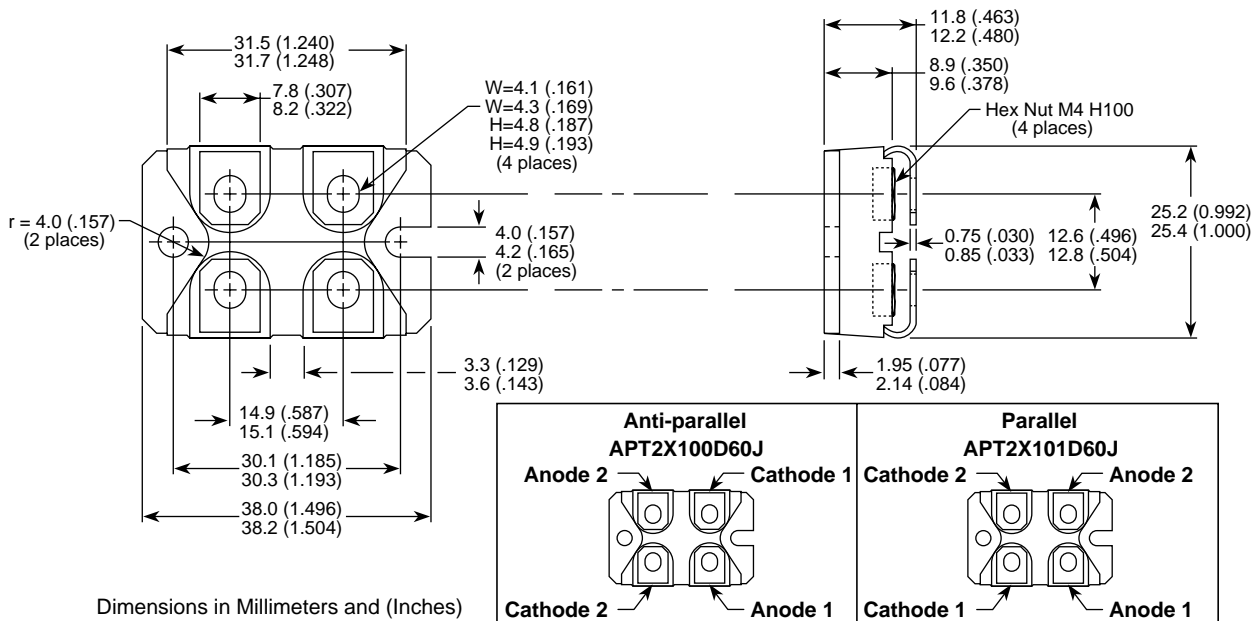 31.5 (1.240)
31.7 (1.248)
7.8 (.307)
8.2 (.322)
W=4.1 (.161)
W=4.3 (.169)
H=4.8 (.187)
H=4.9 (.193)
(4 places)
r = 4.0 (.157)
(2 places)
4.0 (.157)
4.2 (.165)
(2 places)
3.3 (.129)
3.6 (.143)
14.9 (.587)
15.1 (.594)
30.1 (1.185)
30.3 (1.193)
38.0 (1.496)
38.2 (1.504)
11.8 (.463)
12.2 (.480)
8.9 (.350)
9.6 (.378)
Hex Nut M4 H100
(4 places)
0.75 (.030)
0.85 (.033)
12.6 (.496)
12.8 (.504)
25.2 (0.992)
25.4 (1.000)
1.95 (.077)
2.14 (.084)
Anti-parallel
APT2X100D60J
Anode 2
Cathode 1
Cathode 2
Anode 1
Parallel
APT2X101D60J
Cathode 2
Anode 2
Cathode 1
Anode 1
Dimensions in Millimeters and (Inches)